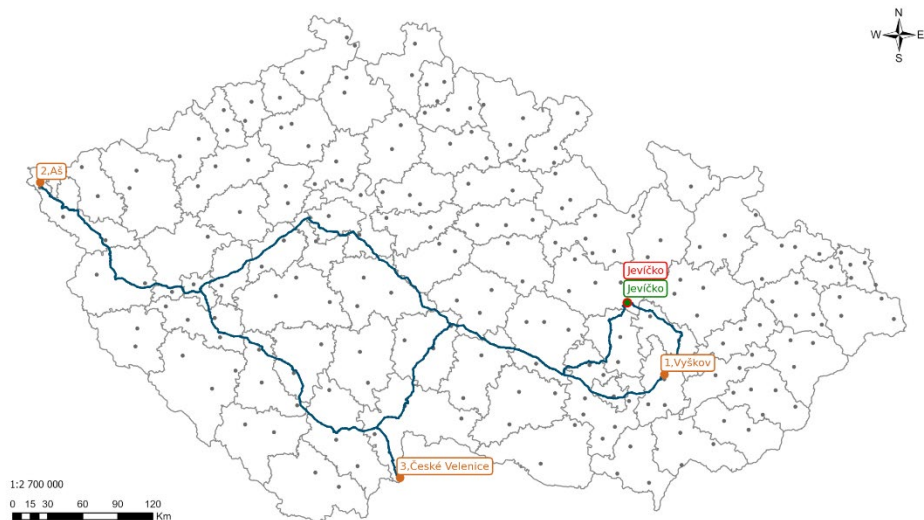 N
W E
S
2,Aš
Jevíčko
Jevíčko
1,Vyškov
3,České Velenice
1:2 700 000
0 15 30 60 90 120
Km